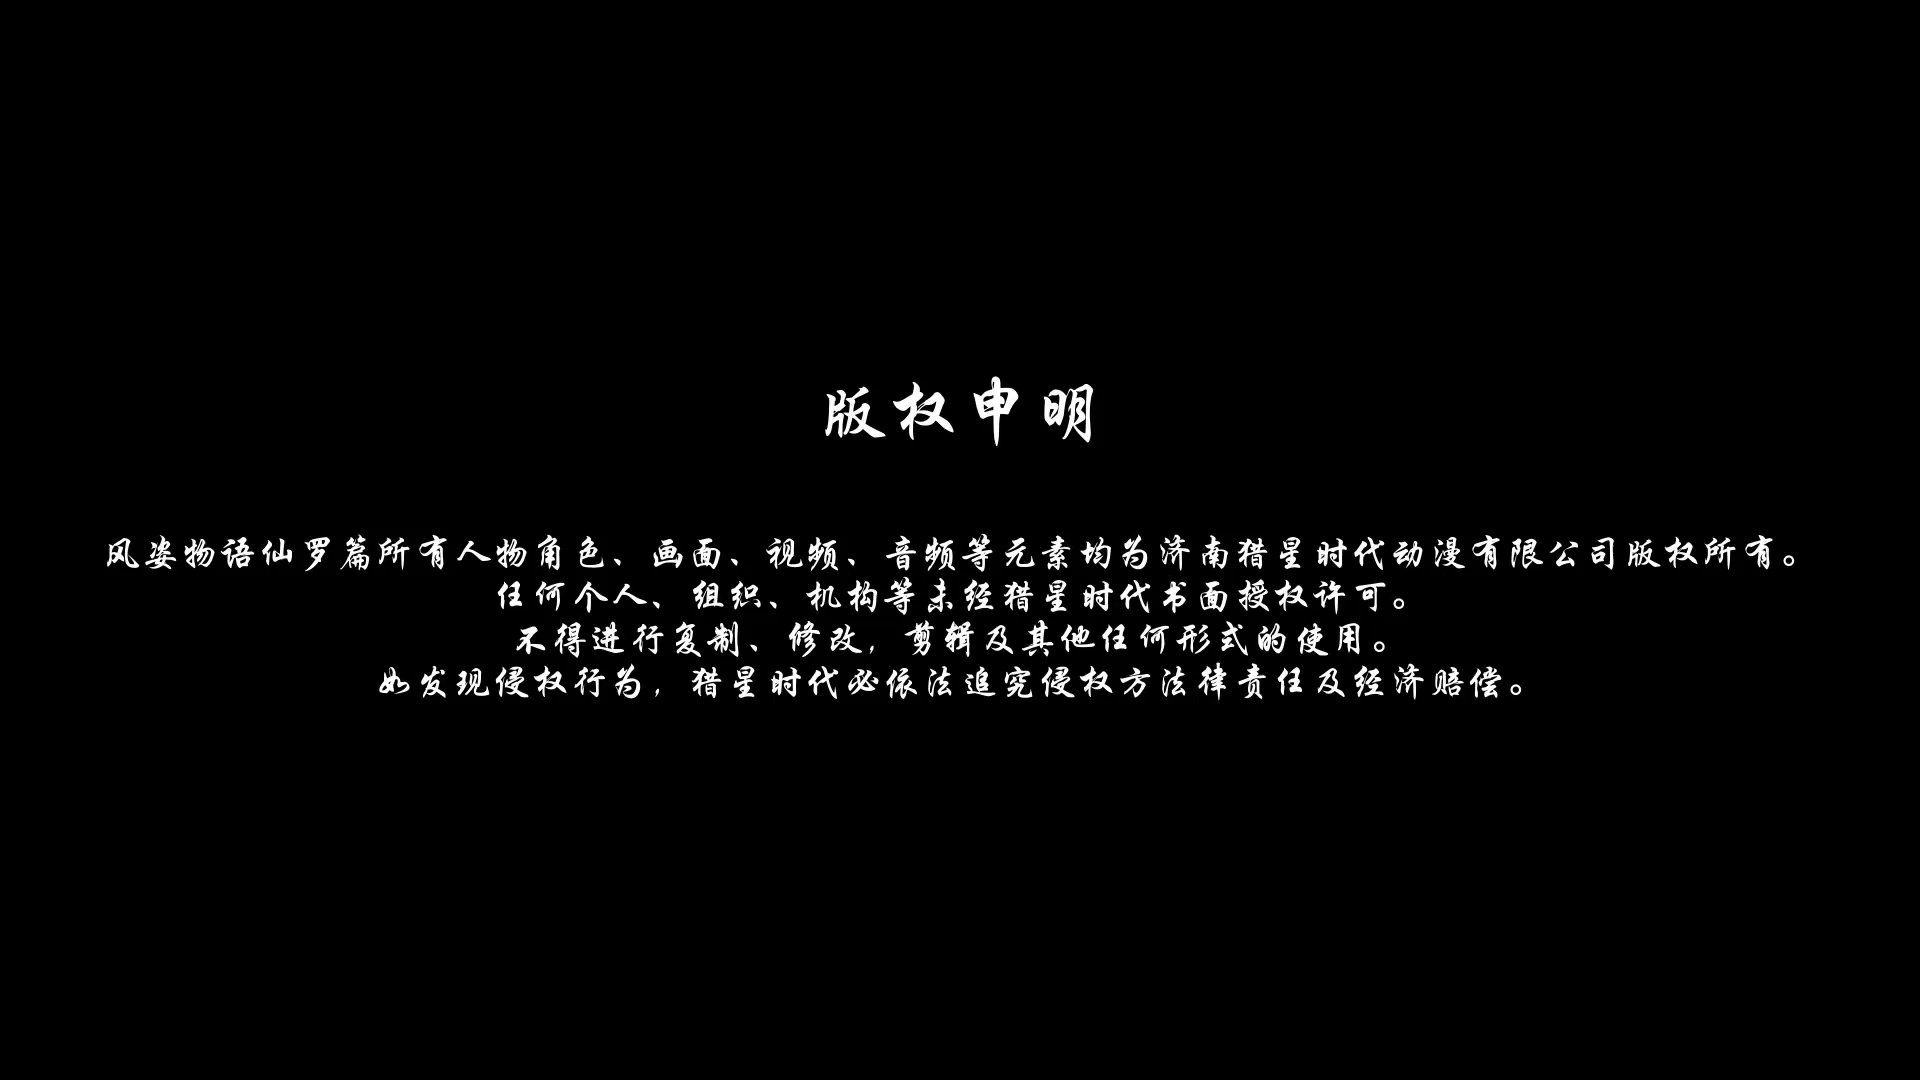 版权申明
风姿物语仙罗篇所有人物角色、画面、视频、音频等元素均为济南猎星时代动漫有限公司版权所有。
任何个人、组织、机构等未经猎星时代书面授权许可。
不得进行复制、修改，剪辑及其他任何形式的使用。
如发现侵权行为，猎星时代必依法追究侵权方法律责任及经济赔偿。